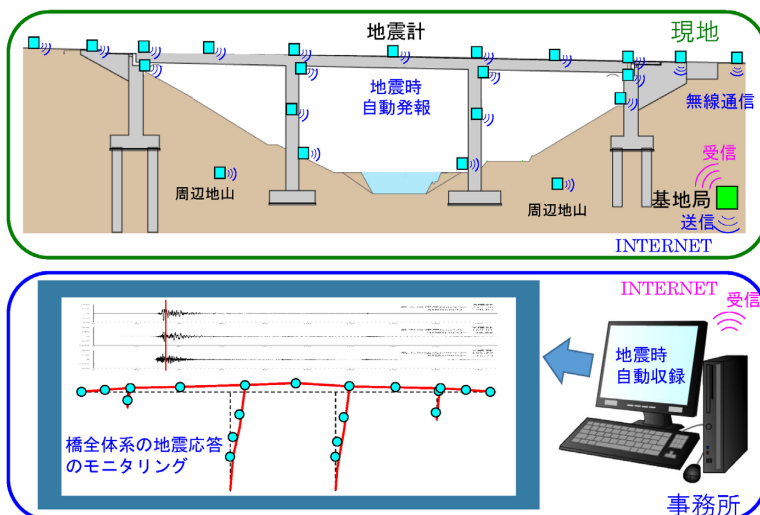 地震計
現地
地震時
自動発報
無線通信
受信
周辺地山
周辺地山
基地局
送信
INTERNET
INTERNET
受信
地震時
自動収録
橋全体系の地震応答
のモニタリング
事務所